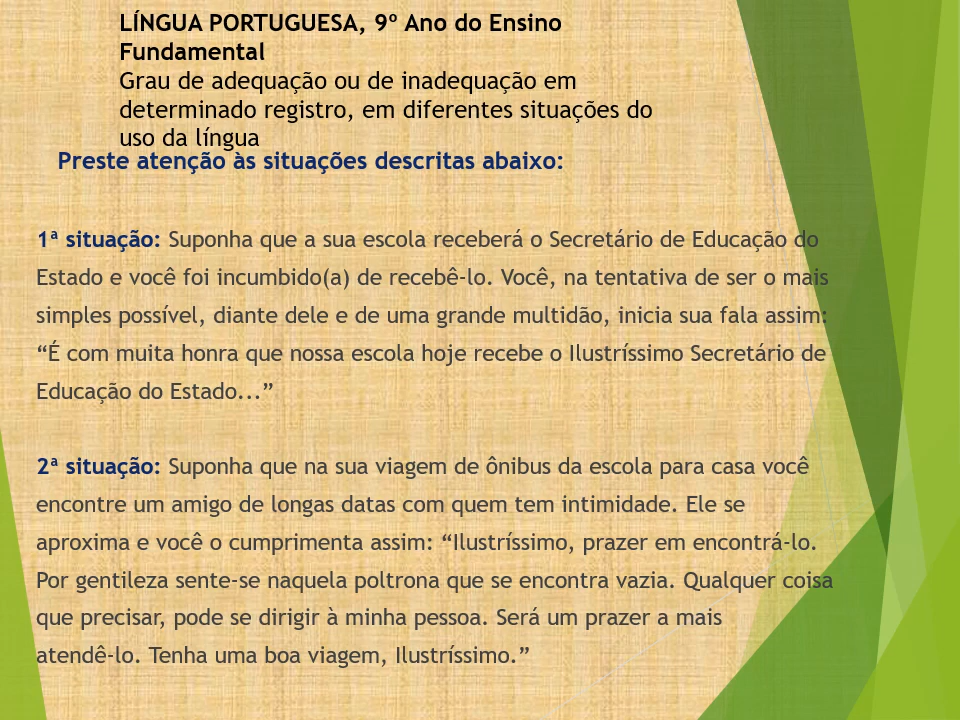 LÍNGUA PORTUGUESA, 9º Ano do Ensino
Fundamental
Grau de adequação ou de inadequação em
determinado registro, em diferentes situações do
uso da língua
Preste atenção às situações descritas abaixo:
1ª situação: Suponha que a sua escola receberá o Secretário de Educação do
Estado e você foi incumbido(a) de recebê-lo. Você, na tentativa de ser o mais
simples possível, diante dele e de uma grande multidão, inicia sua fala assim:
“É com muita honra que nossa escola hoje recebe o Ilustríssimo Secretário de
Educação do Estado...”
2ª situação: Suponha que na sua viagem de ônibus da escola para casa você
encontre um amigo de longas datas com quem tem intimidade. Ele se
aproxima e você o cumprimenta assim: “Ilustríssimo, prazer em encontrá-lo.
Por gentileza sente-se naquela poltrona que se encontra vazia. Qualquer coisa
que precisar, pode se dirigir à minha pessoa. Será um prazer a mais
atendê-lo. Tenha uma boa viagem, Ilustríssimo.”